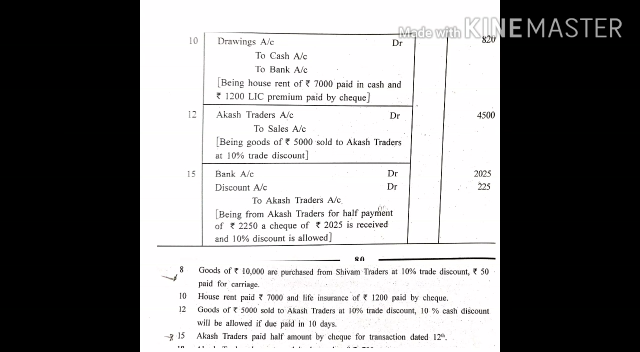 Made with KINEMASTER
10 Drawings A/c Dr 820
To Cash A/c
To Bank A/c
[Being house rent of ₹ 7000 paid in cash and
₹ 1200 LIC premium paid by cheque]
12 Akash Traders A/c Dr 4500
To Sales A/c
[Being goods of ₹ 5000 sold to Akash Traders
at 10% trade discount]
15 Bank A/c Dr 2025
Discount A/c Dr 225
To Akash Traders A/c
[Being from Akash Traders for half payment
of ₹ 2250 a cheque of ₹ 2025 is received
and 10% discount is allowed]
80
8 Goods of ₹ 10,000 are purchased from Shivam Traders at 10% trade discount, ₹ 50
paid for carriage.
10 House rent paid ₹ 7000 and life insurance of ₹ 1200 paid by cheque.
12 Goods of ₹ 5000 sold to Akash Traders at 10% trade discount, 10 % cash discount
will be allowed if due paid in 10 days.
15 Akash Traders paid half amount by cheque for transaction dated 12th.